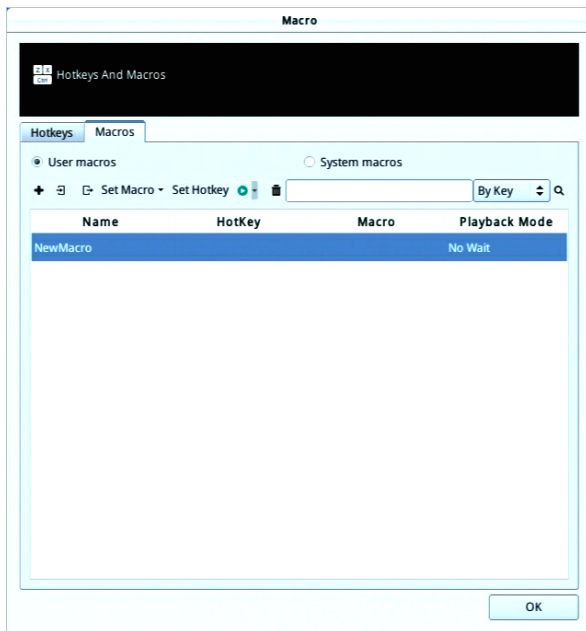 Macro
Z X
Ctrl
Hotkeys And Macros
Hotkeys Macros
User macros System macros
Set Macro Set Hotkey By Key
Name HotKey Macro Playback Mode
NewMacro No Wait
OK